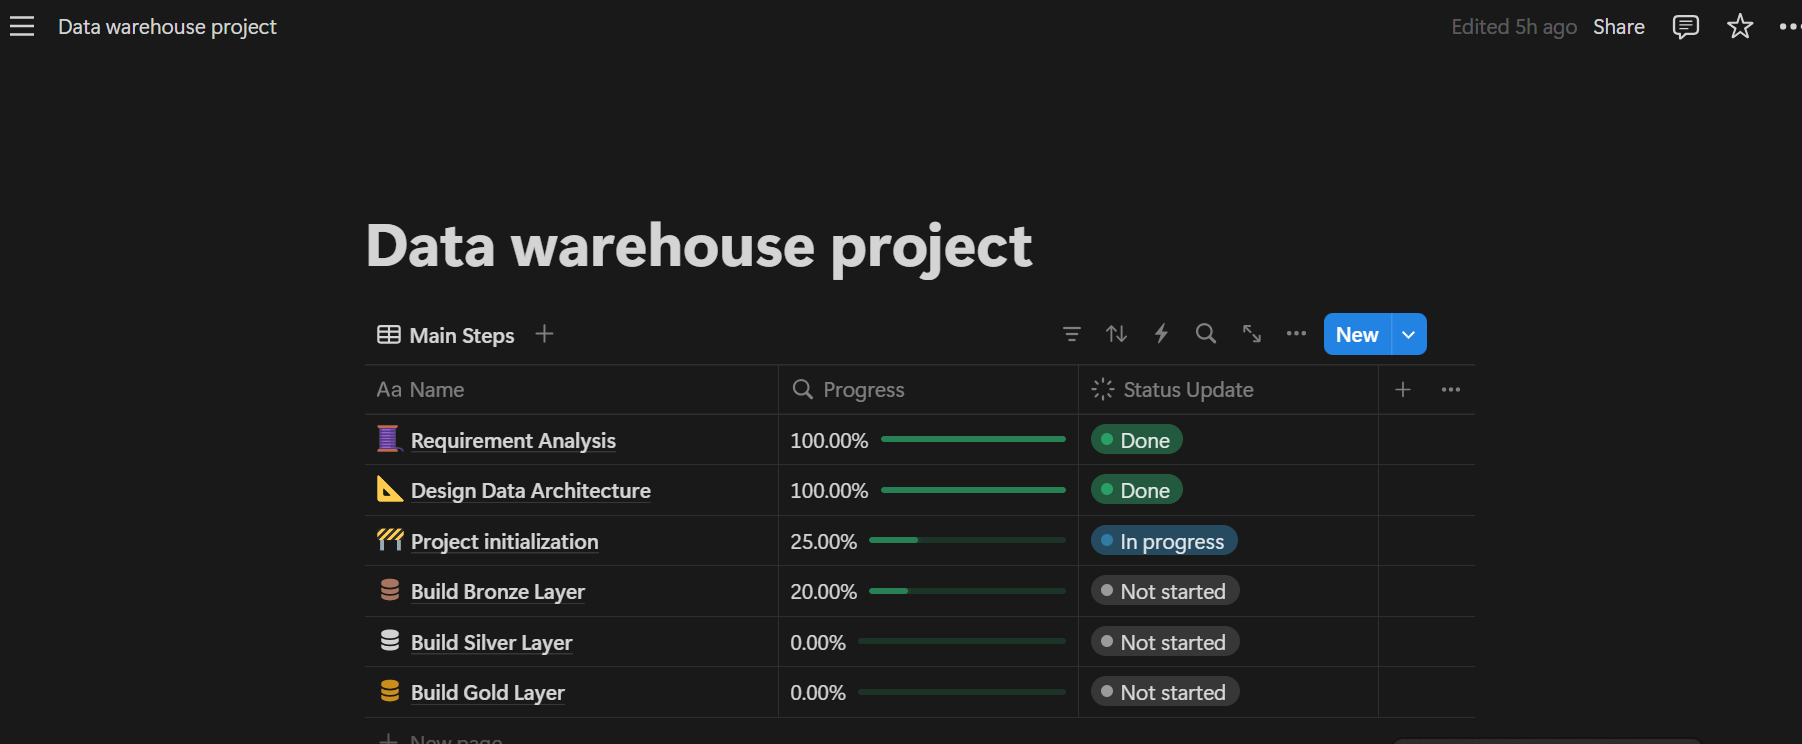 Data warehouse project
Edited 5h ago Share
Data warehouse project
Main Steps
New
Aa Name Progress Status Update
Requirement Analysis 100.00% Done
Design Data Architecture 100.00% Done
Project initialization 25.00% In progress
Build Bronze Layer 20.00% Not started
Build Silver Layer 0.00% Not started
Build Gold Layer 0.00% Not started
New page